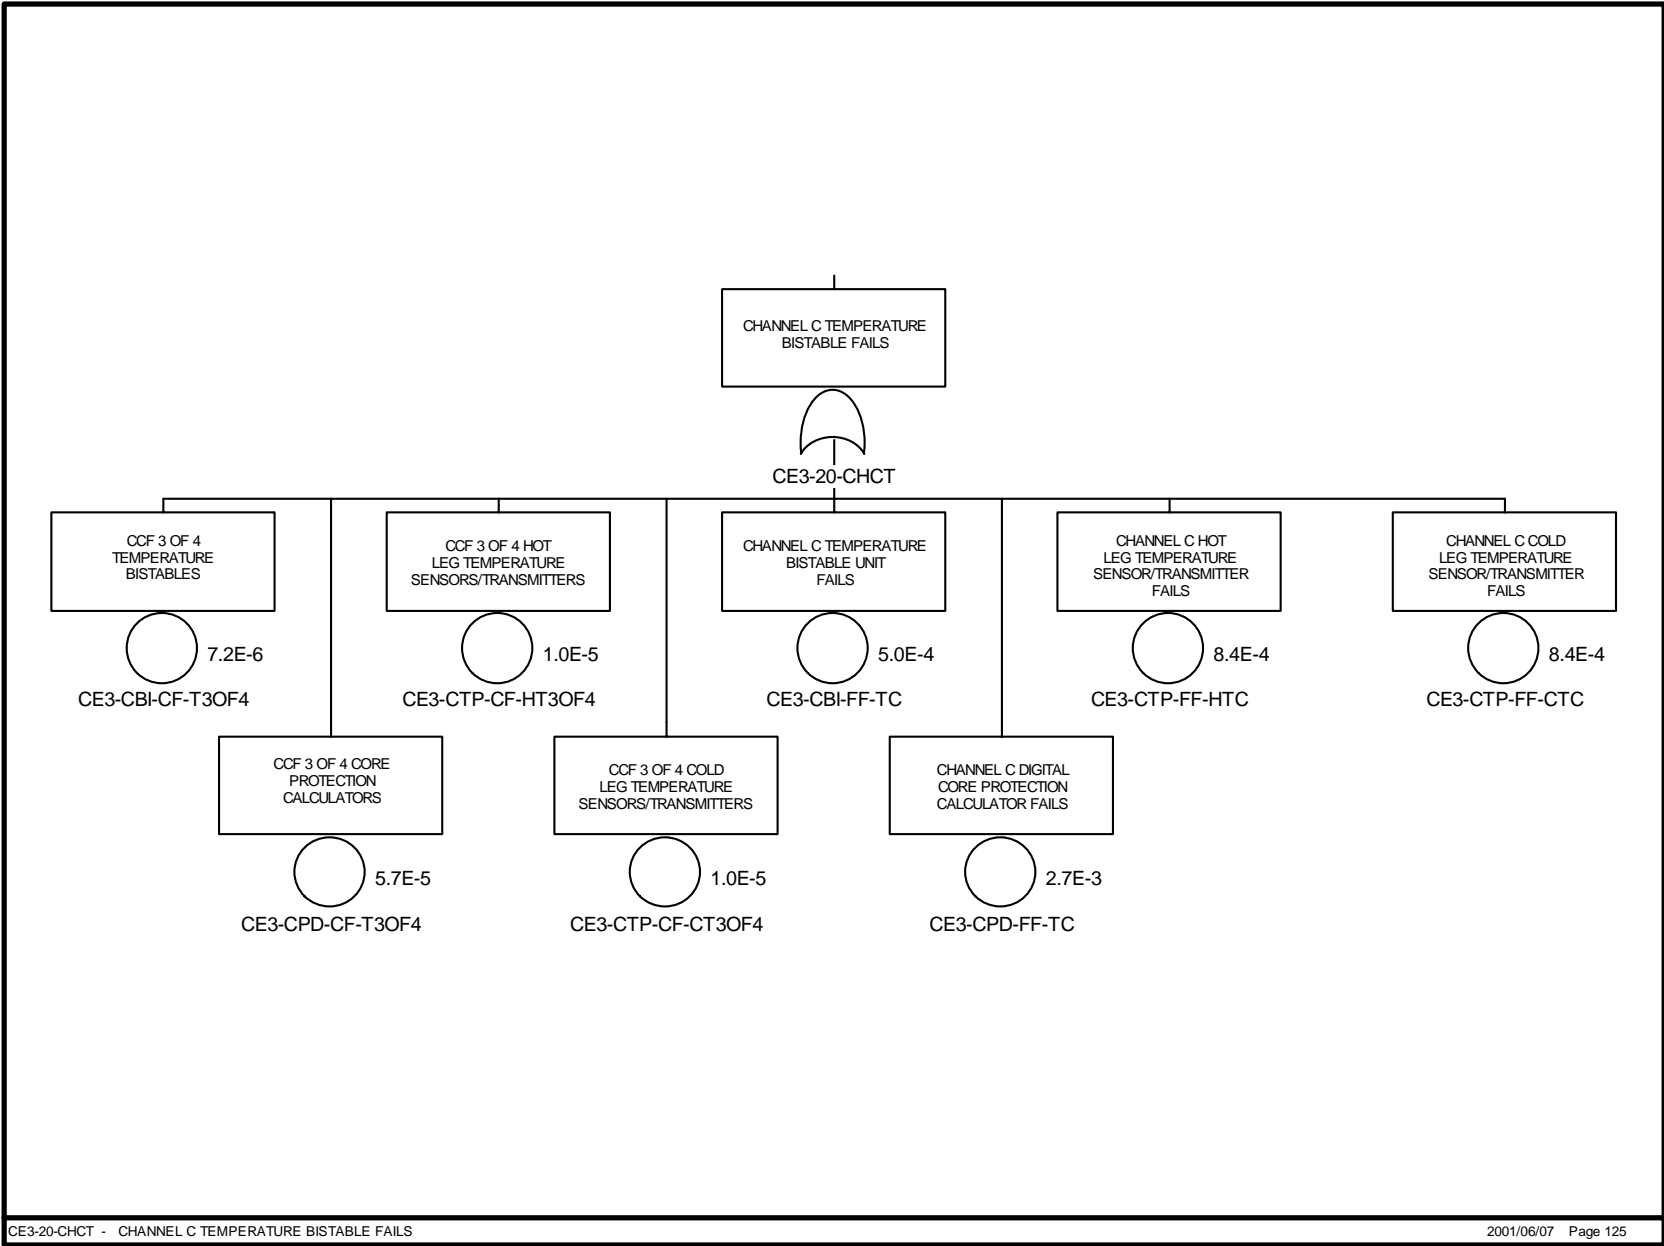 CHANNEL C TEMPERATURE
BISTABLE FAILS
CE3-20-CHCT
CCF 3 OF 4
TEMPERATURE
BISTABLES
7.2E-6
CE3-CBI-CF-T3OF4
CCF 3 OF 4 HOT
LEG TEMPERATURE
SENSORS/TRANSMITTERS
1.0E-5
CE3-CTP-CF-HT3OF4
CHANNEL C TEMPERATURE
BISTABLE UNIT
FAILS
5.0E-4
CE3-CBI-FF-TC
CHANNEL C HOT
LEG TEMPERATURE
SENSOR/TRANSMITTER
FAILS
8.4E-4
CE3-CTP-FF-HTC
CHANNEL C COLD
LEG TEMPERATURE
SENSOR/TRANSMITTER
FAILS
8.4E-4
CE3-CTP-FF-CTC
CCF 3 OF 4 CORE
PROTECTION
CALCULATORS
5.7E-5
CE3-CPD-CF-T3OF4
CCF 3 OF 4 COLD
LEG TEMPERATURE
SENSORS/TRANSMITTERS
1.0E-5
CE3-CTP-CF-CT3OF4
CHANNEL C DIGITAL
CORE PROTECTION
CALCULATOR FAILS
2.7E-3
CE3-CPD-FF-TC
CE3-20-CHCT - CHANNEL C TEMPERATURE BISTABLE FAILS
2001/06/07 Page 125